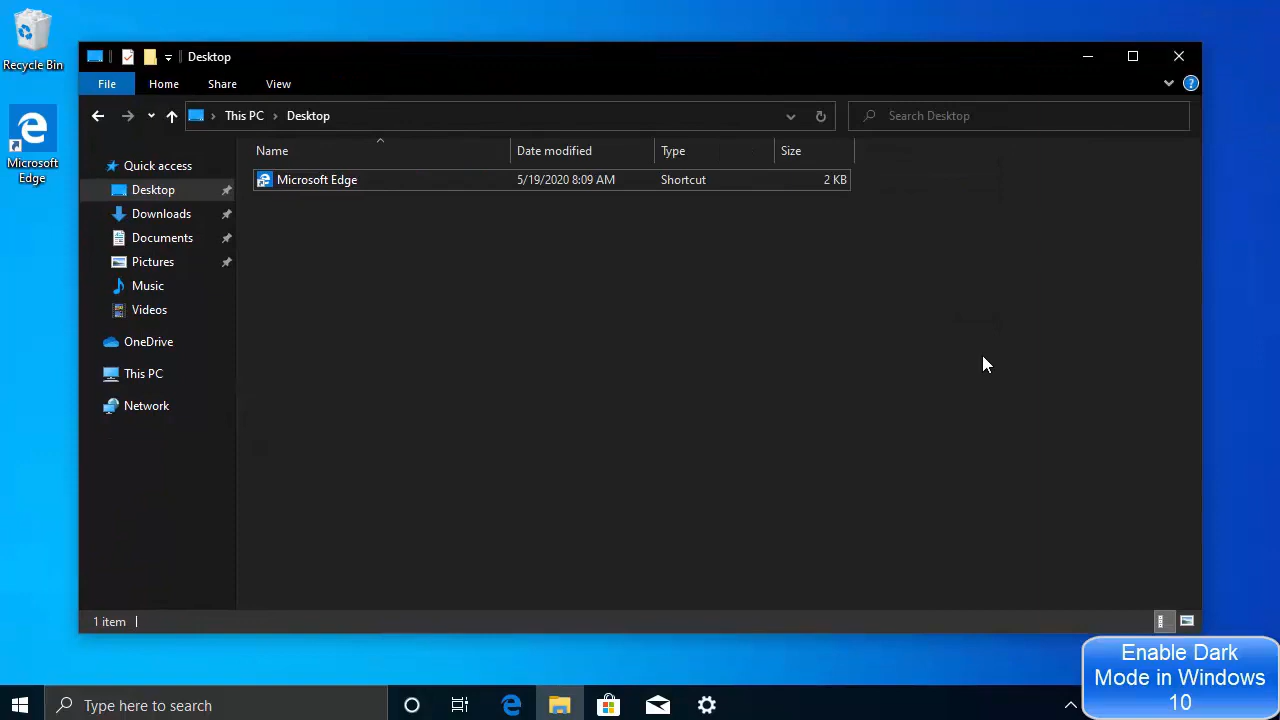 Recycle Bin
Microsoft
Edge
Desktop
File Home Share View
This PC Desktop
Search Desktop
Name Date modified Type Size
Microsoft Edge 5/19/2020 8:09 AM Shortcut 2 KB
Quick access
Desktop
Downloads
Documents
Pictures
Music
Videos
OneDrive
This PC
Network
1 item
Enable Dark
Mode in Windows
10
Type here to search